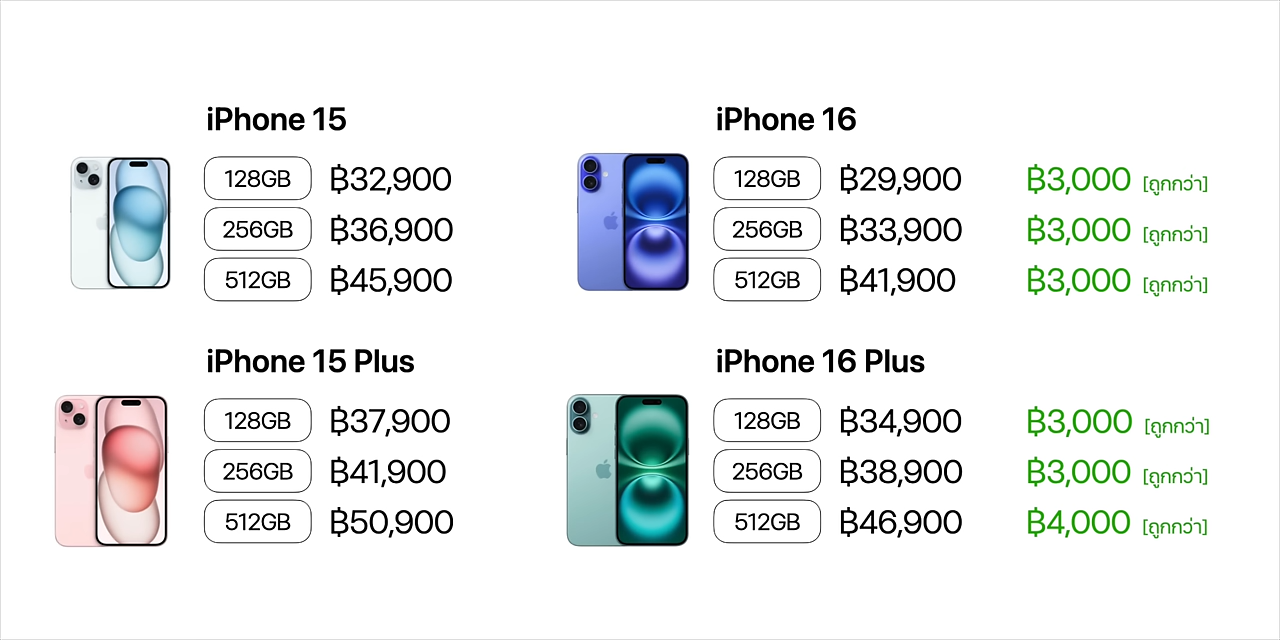 iPhone 15
128GB ฿32,900
256GB ฿36,900
512GB ฿45,900
iPhone 16
128GB ฿29,900 ฿3,000 [ถูกกว่า]
256GB ฿33,900 ฿3,000 [ถูกกว่า]
512GB ฿41,900 ฿3,000 [ถูกกว่า]
iPhone 15 Plus
128GB ฿37,900
256GB ฿41,900
512GB ฿50,900
iPhone 16 Plus
128GB ฿34,900 ฿3,000 [ถูกกว่า]
256GB ฿38,900 ฿3,000 [ถูกกว่า]
512GB ฿46,900 ฿4,000 [ถูกกว่า]